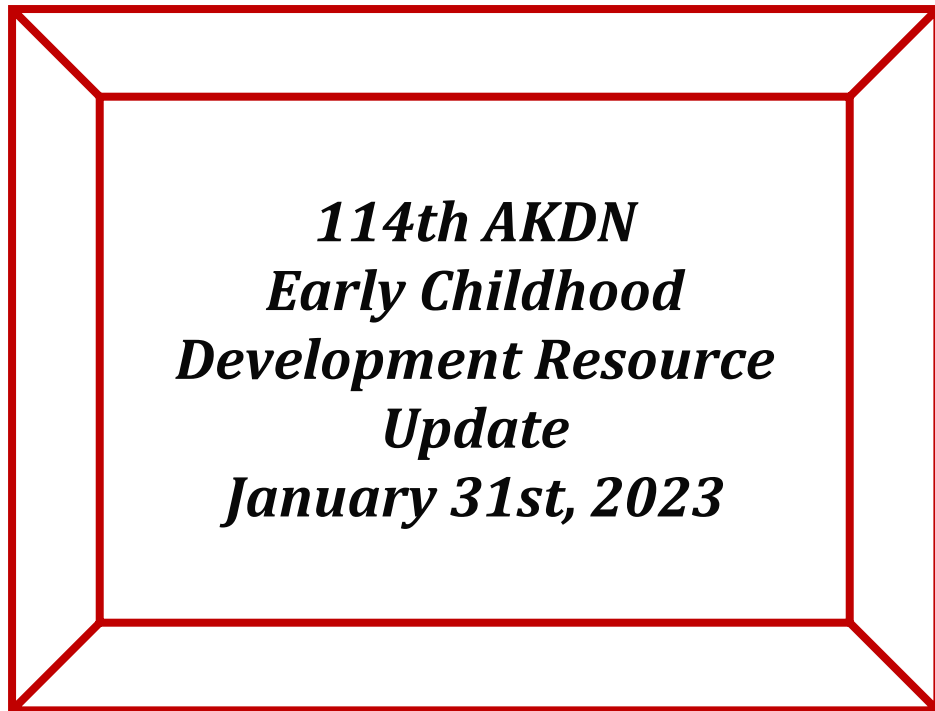 114th AKDN
Early Childhood
Development Resource
Update
January 31st, 2023